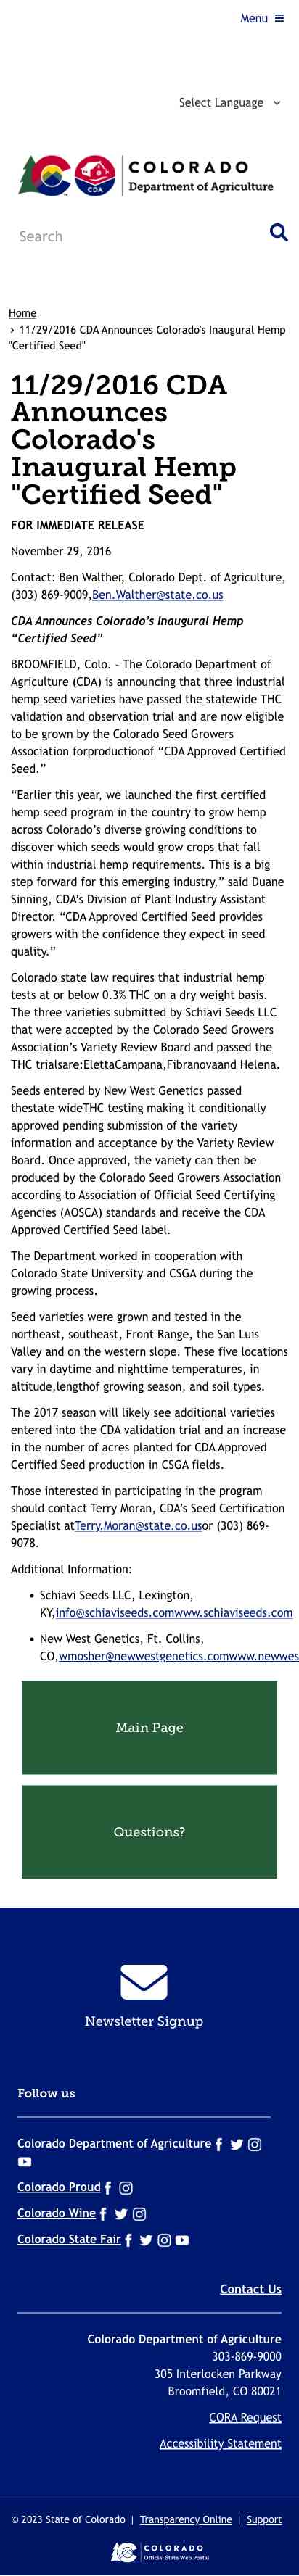 Menu
Select Language
CDA
COLORADO
Department of Agriculture
Search
Home
› 11/29/2016 CDA Announces Colorado's Inaugural Hemp
"Certified Seed"
11/29/2016 CDA
Announces
Colorado's
Inaugural Hemp
"Certified Seed"
FOR IMMEDIATE RELEASE
November 29, 2016
Contact: Ben Walther, Colorado Dept. of Agriculture,
(303) 869-9009,Ben.Walther@state.co.us
CDA Announces Colorado’s Inaugural Hemp
“Certified Seed”
BROOMFIELD, Colo. – The Colorado Department of
Agriculture (CDA) is announcing that three industrial
hemp seed varieties have passed the statewide THC
validation and observation trial and are now eligible
to be grown by the Colorado Seed Growers
Association forproductionof “CDA Approved Certified
Seed.”
“Earlier this year, we launched the first certified
hemp seed program in the country to grow hemp
across Colorado’s diverse growing conditions to
discover which seeds would grow crops that fall
within industrial hemp requirements. This is a big
step forward for this emerging industry,” said Duane
Sinning, CDA’s Division of Plant Industry Assistant
Director. “CDA Approved Certified Seed provides
growers with the confidence they expect in seed
quality.”
Colorado state law requires that industrial hemp
tests at or below 0.3% THC on a dry weight basis.
The three varieties submitted by Schiavi Seeds LLC
that were accepted by the Colorado Seed Growers
Association’s Variety Review Board and passed the
THC trialsare:ElettaCampana,Fibranovaand Helena.
Seeds entered by New West Genetics passed
thestate wideTHC testing making it conditionally
approved pending submission of the variety
information and acceptance by the Variety Review
Board. Once approved, the variety can then be
produced by the Colorado Seed Growers Association
according to Association of Official Seed Certifying
Agencies (AOSCA) standards and receive the CDA
Approved Certified Seed label.
The Department worked in cooperation with
Colorado State University and CSGA during the
growing process.
Seed varieties were grown and tested in the
northeast, southeast, Front Range, the San Luis
Valley and on the western slope. These five locations
vary in daytime and nighttime temperatures, in
altitude,lengthof growing season, and soil types.
The 2017 season will likely see additional varieties
entered into the CDA validation trial and an increase
in the number of acres planted for CDA Approved
Certified Seed production in CSGA fields.
Those interested in participating in the program
should contact Terry Moran, CDA’s Seed Certification
Specialist atTerry.Moran@state.co.usor (303) 869-
9078.
Additional Information:
• Schiavi Seeds LLC, Lexington,
KY,info@schiaviseeds.comwww.schiaviseeds.com
• New West Genetics, Ft. Collins,
CO,wmosher@newwestgenetics.comwww.newwes
Main Page
Questions?
Newsletter Signup
Follow us
Colorado Department of Agriculture
Colorado Proud
Colorado Wine
Colorado State Fair
Contact Us
Colorado Department of Agriculture
303-869-9000
305 Interlocken Parkway
Broomfield, CO 80021
CORA Request
Accessibility Statement
© 2023 State of Colorado | Transparency Online | Support
COLORADO
Official State Web Portal